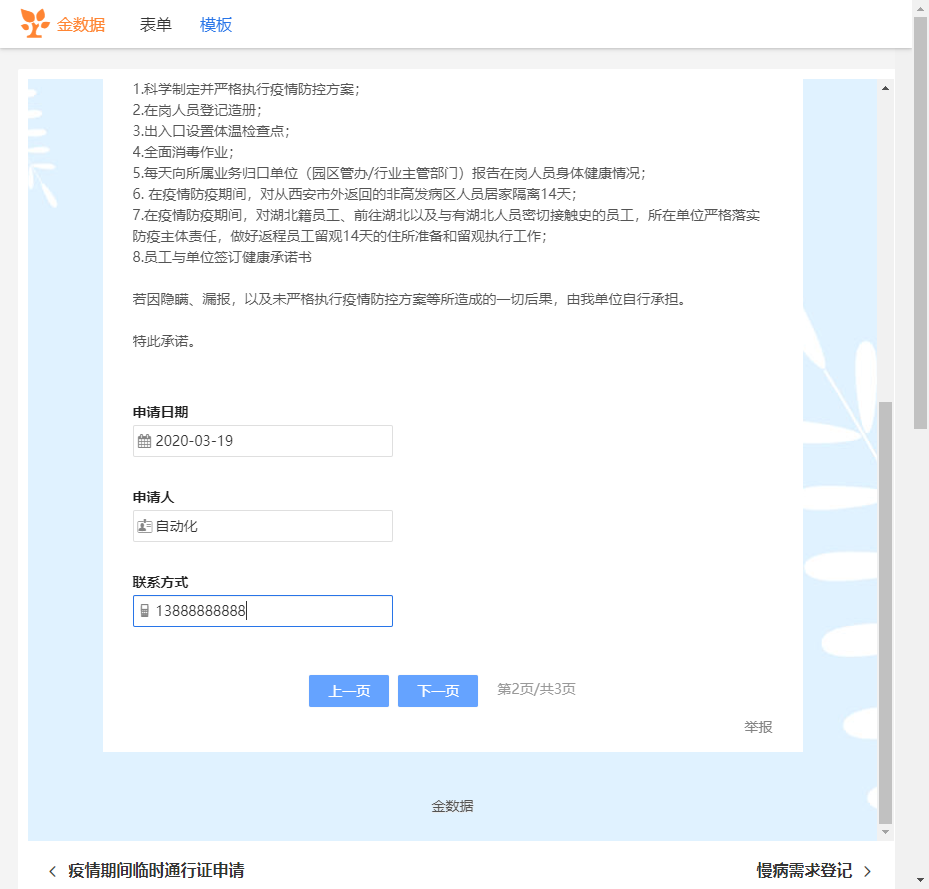 金数据 表单 模板
1.科学制定并严格执行疫情防控方案；
2.在岗人员登记造册；
3.出入口设置体温检查点；
4.全面消毒作业；
5.每天向所属业务归口单位（园区管办/行业主管部门）报告在岗人员身体健康情况；
6. 在疫情防疫期间，对从西安市外返回的非高发病区人员居家隔离14天；
7.在疫情防疫期间，对湖北籍员工、前往湖北以及与有湖北人员密切接触史的员工，所在单位严格落实
防疫主体责任，做好返程员工留观14天的住所准备和留观执行工作；
8.员工与单位签订健康承诺书
若因隐瞒、漏报，以及未严格执行疫情防控方案等所造成的一切后果，由我单位自行承担。
特此承诺。
申请日期
2020-03-19
申请人
自动化
联系方式
13888888888
上一页 下一页 第2页/共3页
举报
金数据
疫情期间临时通行证申请 慢病需求登记